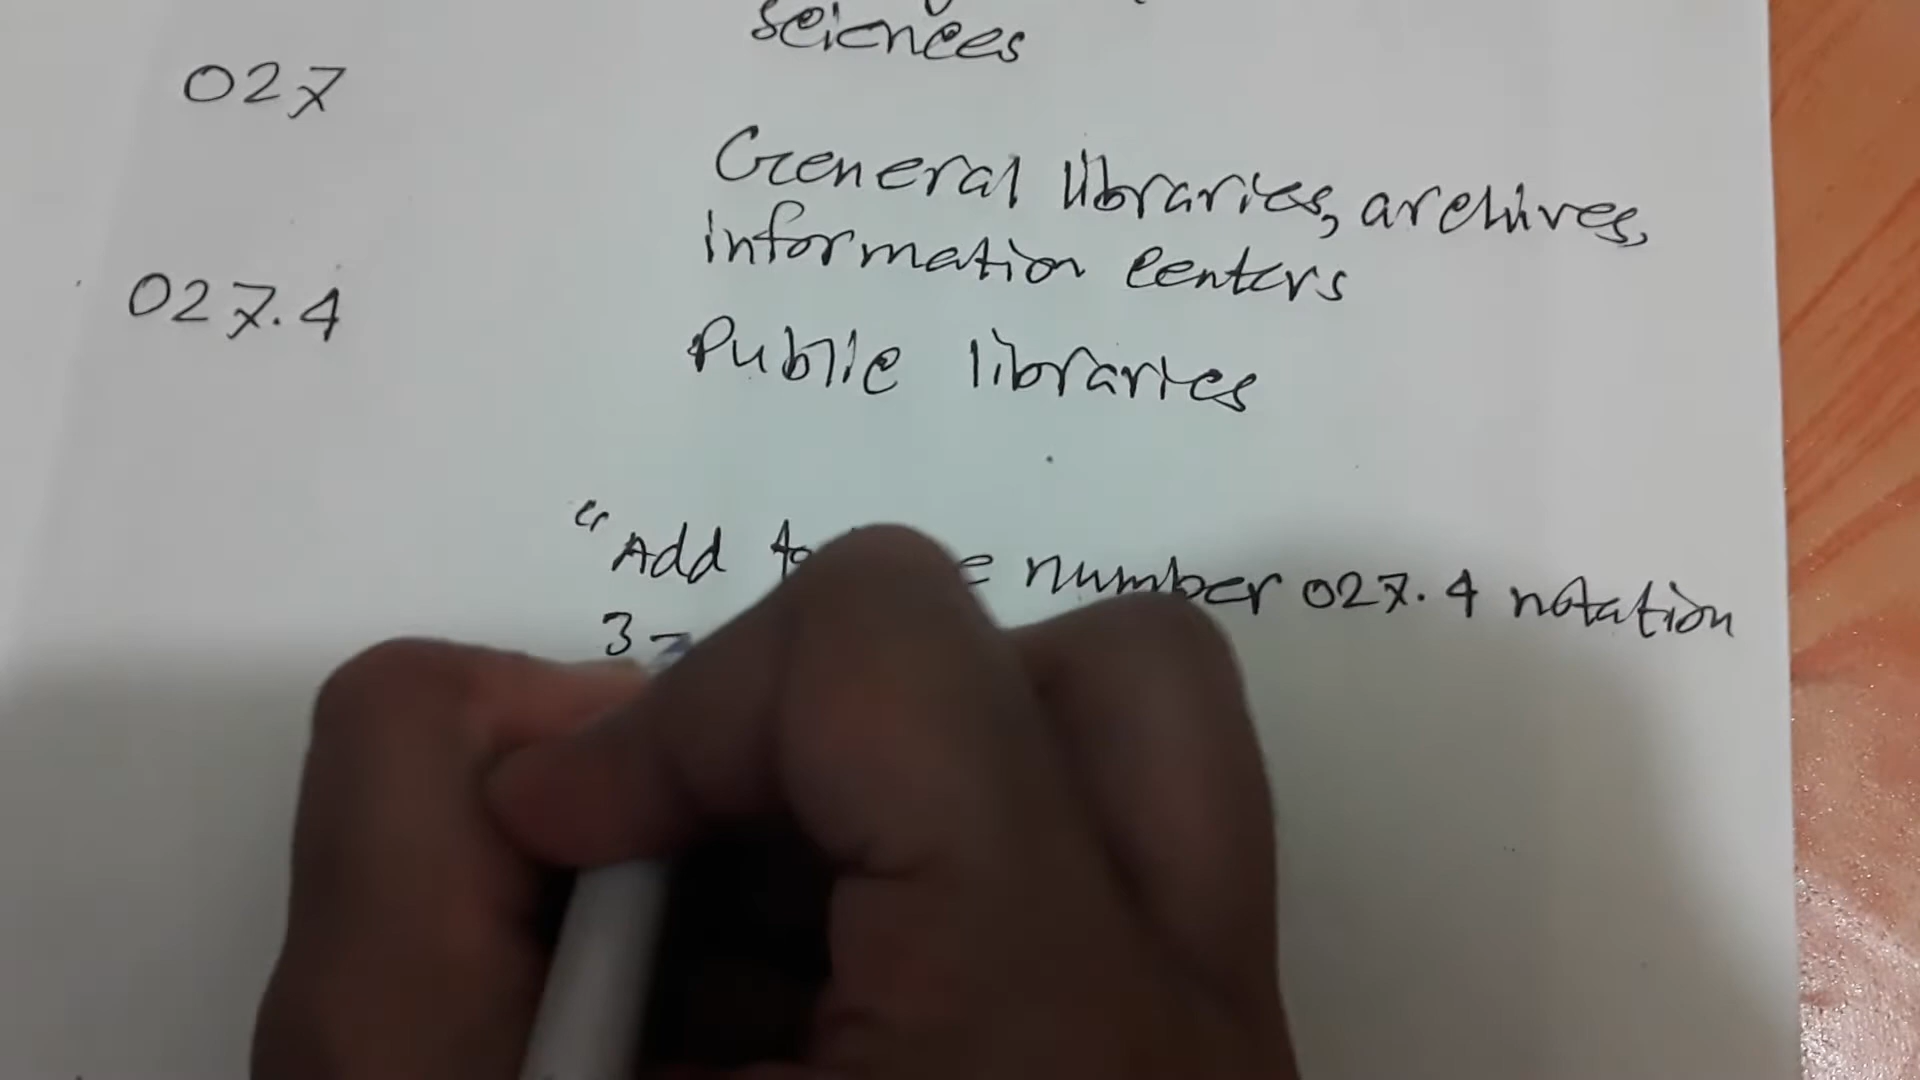 sciences
027
General libraries, archives,
information centers
027.4
Public libraries
"Add number 027.4 notation
3-